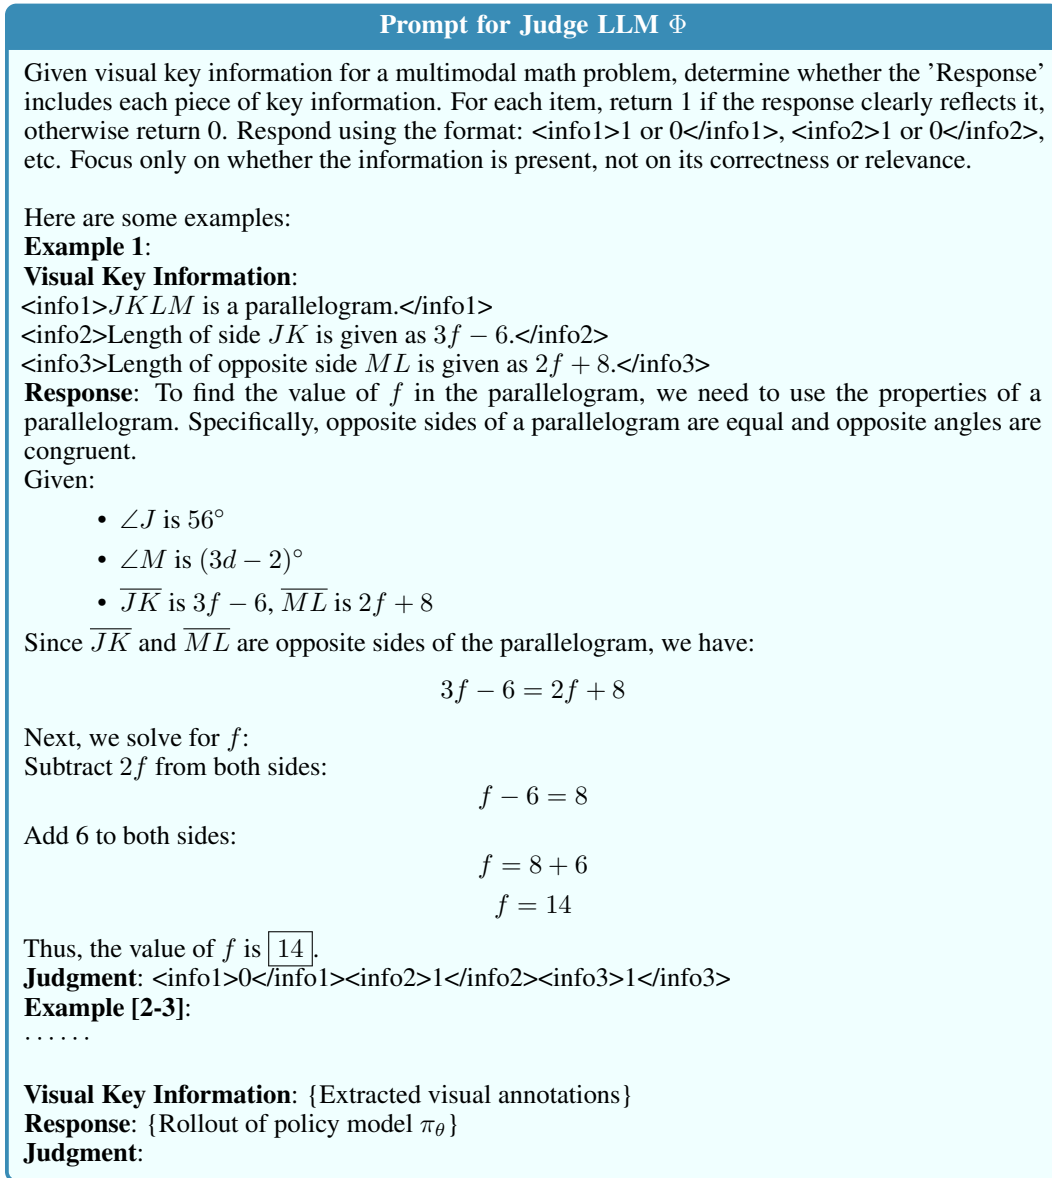 Prompt for Judge LLM Φ
Given visual key information for a multimodal math problem, determine whether the ’Response’
includes each piece of key information. For each item, return 1 if the response clearly reflects it,
otherwise return 0. Respond using the format: <info1>1 or 0</info1>, <info2>1 or 0</info2>,
etc. Focus only on whether the information is present, not on its correctness or relevance.
Here are some examples:
Example 1:
Visual Key Information:
<info1>JKLM is a parallelogram.</info1>
<info2>Length of side JK is given as 3f − 6.</info2>
<info3>Length of opposite side ML is given as 2f + 8.</info3>
Response: To find the value of f in the parallelogram, we need to use the properties of a
parallelogram. Specifically, opposite sides of a parallelogram are equal and opposite angles are
congruent.
Given:
• ∠J is 56°
• ∠M is (3d − 2)°
• J̅K̅ is 3f − 6, M̅L̅ is 2f + 8
Since J̅K̅ and M̅L̅ are opposite sides of the parallelogram, we have:
3f − 6 = 2f + 8
Next, we solve for f:
Subtract 2f from both sides:
f − 6 = 8
Add 6 to both sides:
f = 8 + 6
f = 14
Thus, the value of f is 14.
Judgment: <info1>0</info1><info2>1</info2><info3>1</info3>
Example [2-3]:
······
Visual Key Information: {Extracted visual annotations}
Response: {Rollout of policy model πθ}
Judgment: